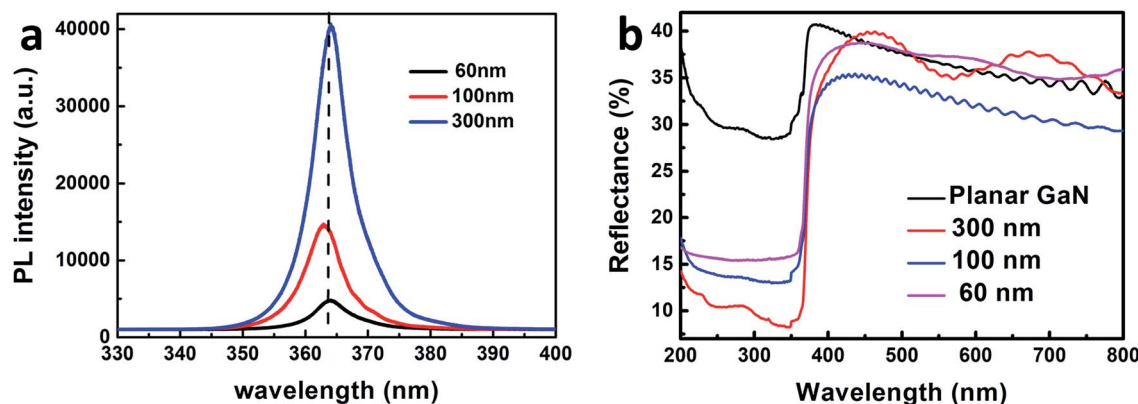 a
PL intensity (a.u.)
40000
30000
20000
10000
0
60nm
100nm
300nm
330 340 350 360 370 380 390 400
wavelength (nm)
b
Reflectance (%)
40
35
30
25
20
15
10
Planar GaN
300 nm
100 nm
60 nm
200 300 400 500 600 700 800
Wavelength (nm)